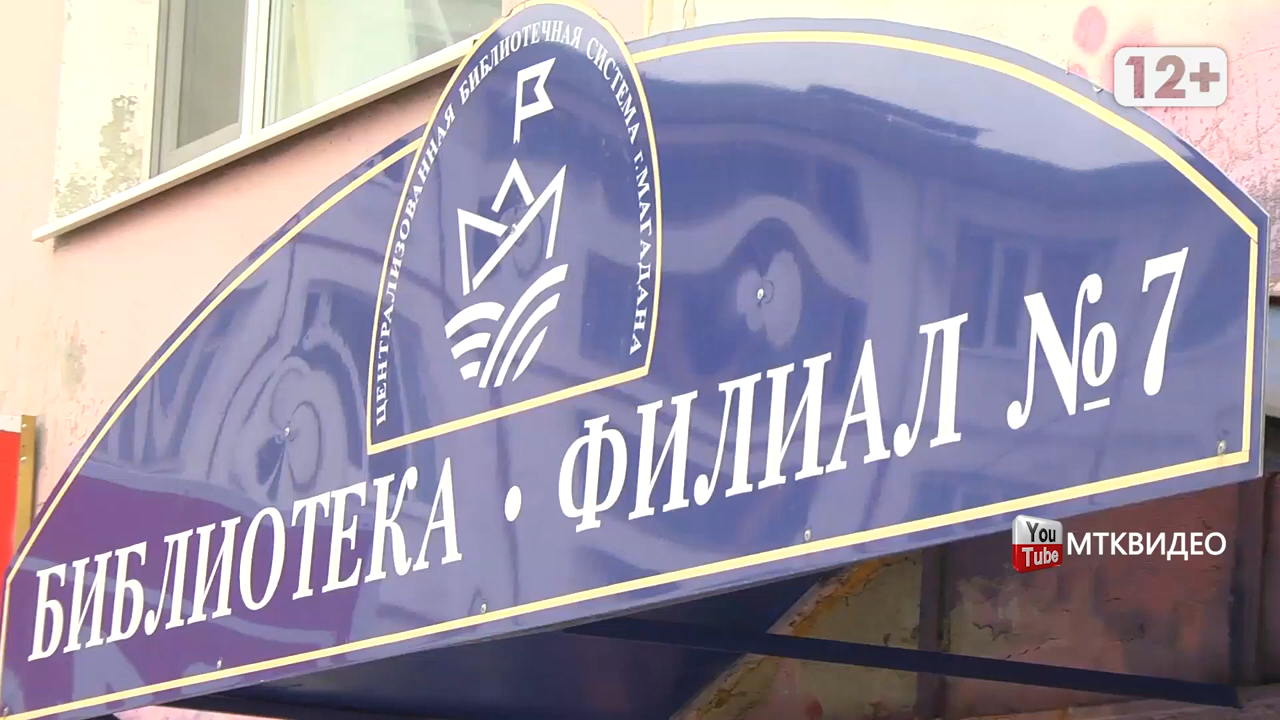 ЦЕНТРАЛИЗОВАННАЯ БИБЛИОТЕЧНАЯ СИСТЕМА Г.МАГАДАНА
12+
БИБЛИОТЕКА • ФИЛИАЛ № 7
You
Tube
МТКВИДЕО